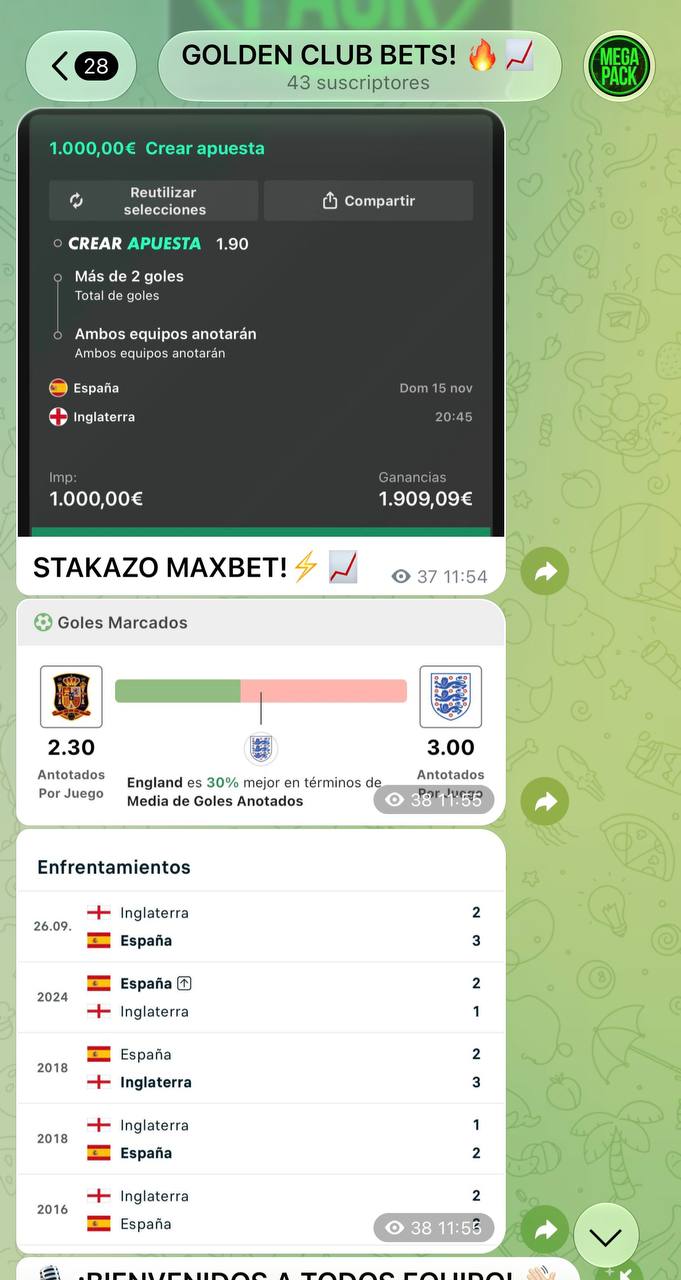 28
GOLDEN CLUB BETS! 🔥 📈
43 suscriptores
MEGA
PACK
1.000,00€ Crear apuesta
Reutilizar
selecciones
Compartir
CREAR APUESTA 1.90
Más de 2 goles
Total de goles
Ambos equipos anotarán
Ambos equipos anotarán
España Dom 15 nov
Inglaterra 20:45
Imp: Ganancias
1.000,00€ 1.909,09€
STAKAZO MAXBET!⚡📈 37 11:54
Goles Marcados
2.30 3.00
Antotados Antotados
Por Juego Por Juego
England es 30% mejor en términos de
Media de Goles Anotados
38 11:55
Enfrentamientos
26.09.
Inglaterra 2
España 3
2024
España 2
Inglaterra 1
2018
España 2
Inglaterra 3
2018
Inglaterra 1
España 2
2016
Inglaterra 2
España
38 11:55
🎙️ ¡BIENVENIDOS A TODOS EQUIPO! 👏🏻